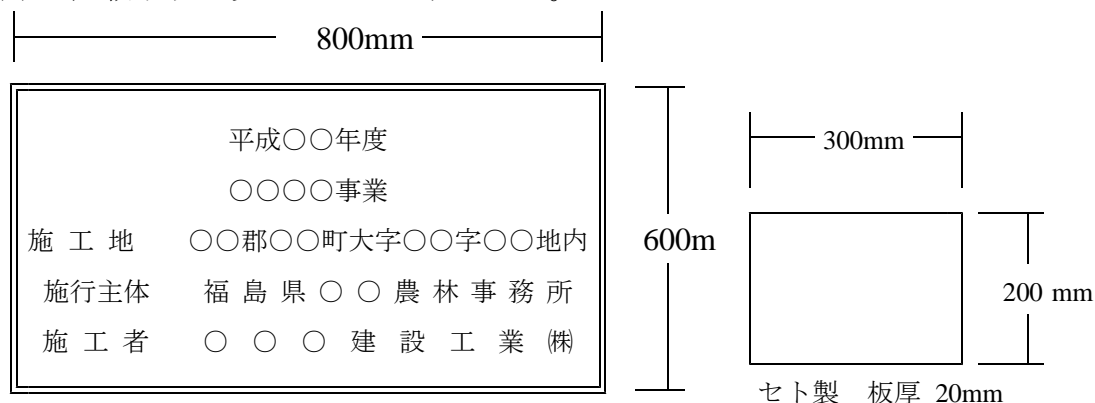 800mm
平成○○年度
○○○○事業
施 工 地 ○○郡○○町大字○○字○○地内
施行主体 福 島 県 ○ ○ 農 林 事 務 所
施 工 者 ○ ○ ○ 建 設 工 業 ㈱
600m
300mm
200 mm
セト製 板厚 20mm